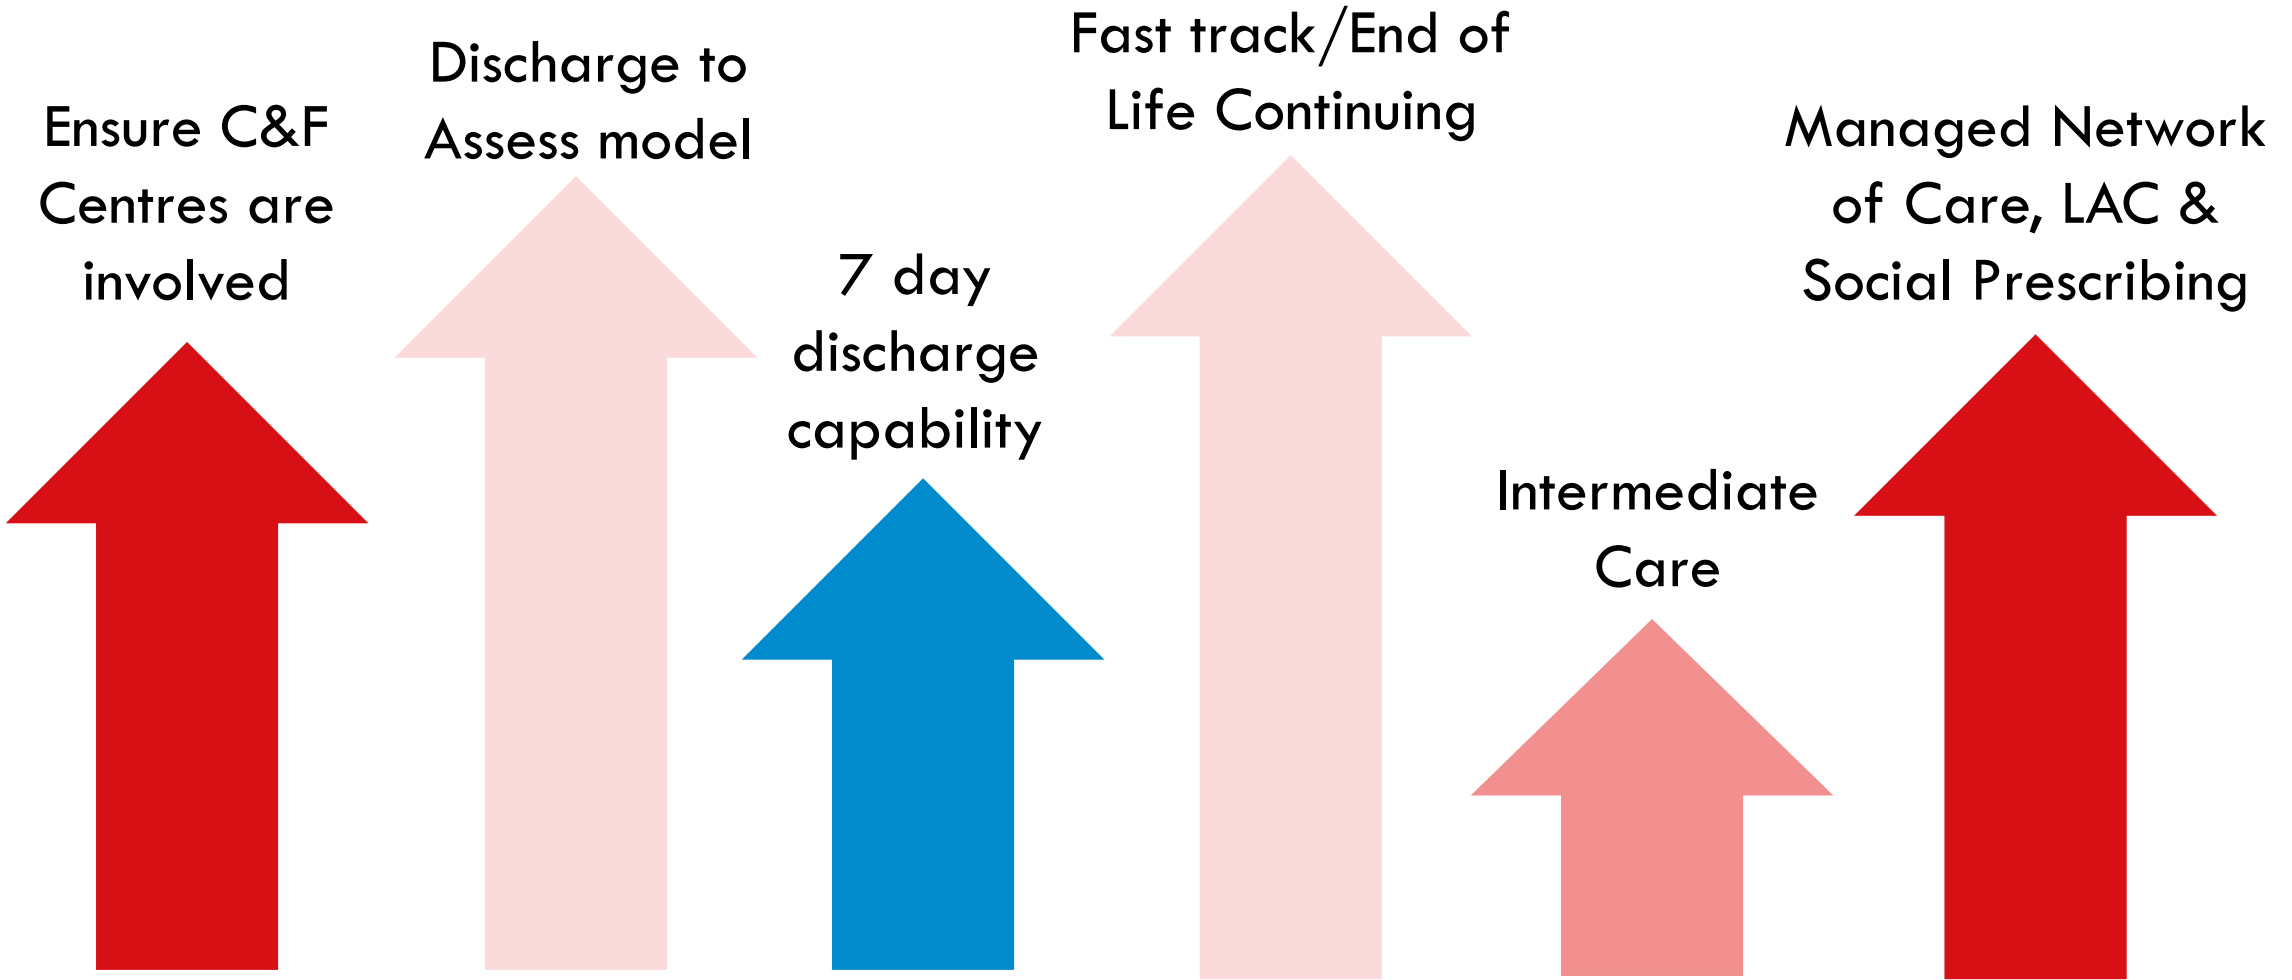 Ensure C&F
Centres are
involved
Discharge to
Assess model
7 day
discharge
capability
Fast track/End of
Life Continuing
Intermediate
Care
Managed Network
of Care, LAC &
Social Prescribing